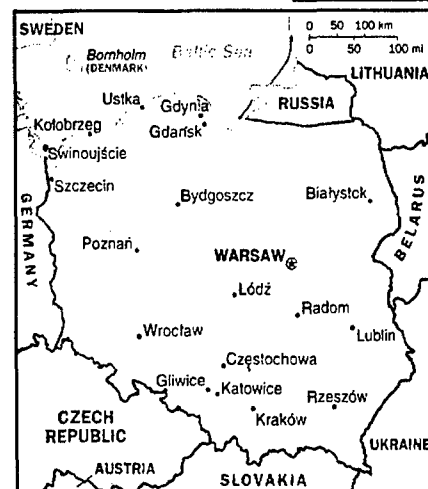 SWEDEN
0 50 100 km
0 50 100 mi
Bornholm
(DENMARK)
Baltic Sea
LITHUANIA
Ustka
Gdynia
RUSSIA
Gdańsk
Kołobrzeg
Świnoujście
Szczecin
Bydgoszcz
Białystck
GERMANY
BELARUS
Poznań
WARSAW
Łódź
Radom
Wrocław
Lublin
Częstochowa
Gliwice
Katowice
Rzeszów
Kraków
CZECH
REPUBLIC
UKRAINE
AUSTRIA
SLOVAKIA